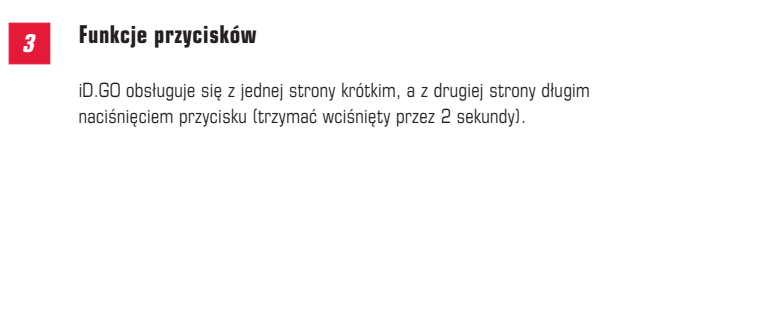 3
Funkcje przycisków
iD.GO obsługuje się z jednej strony krótkim, a z drugiej strony długim
naciśnięciem przycisku (trzymać wciśnięty przez 2 sekundy).